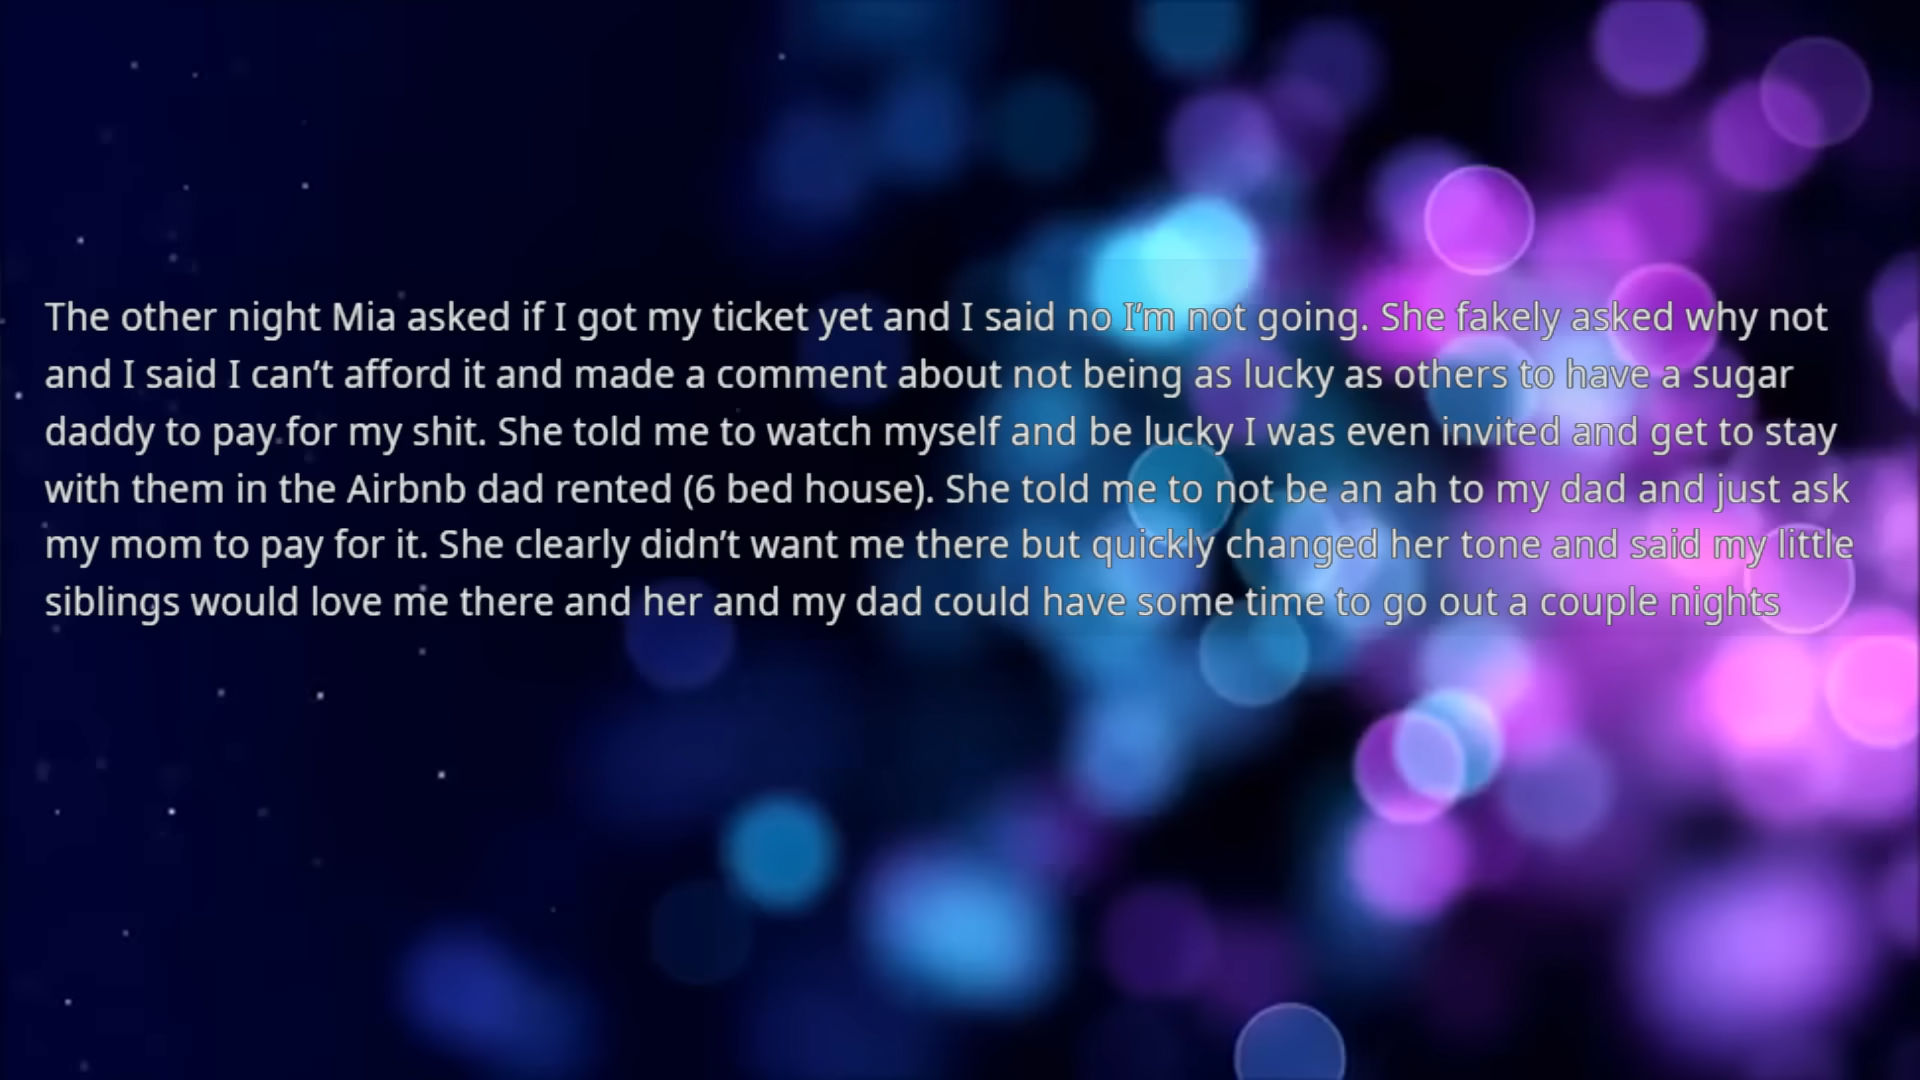 The other night Mia asked if I got my ticket yet and I said no I’m not going. She fakely asked why not
and I said I can’t afford it and made a comment about not being as lucky as others to have a sugar
daddy to pay for my shit. She told me to watch myself and be lucky I was even invited and get to stay
with them in the Airbnb dad rented (6 bed house). She told me to not be an ah to my dad and just ask
my mom to pay for it. She clearly didn’t want me there but quickly changed her tone and said my little
siblings would love me there and her and my dad could have some time to go out a couple nights